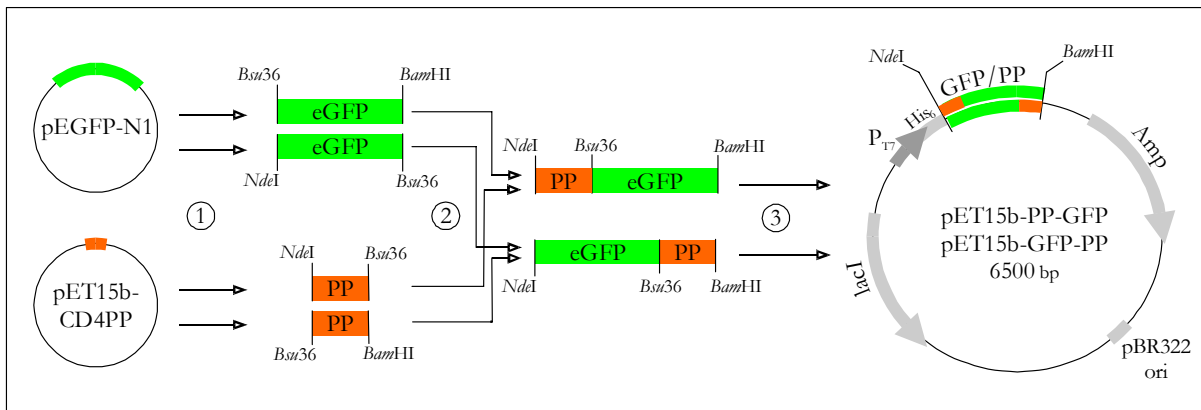 pEGFP-N1
Bsu36
BamHI
eGFP
eGFP
NdeI
Bsu36
①
②
NdeI
Bsu36
BamHI
PP
eGFP
③
eGFP
PP
NdeI
Bsu36
BamHI
pET15b-
CD4PP
NdeI
Bsu36
PP
PP
Bsu36
BamHI
NdeI
GFP/PP
BamHI
His6
PT7
Amp
pET15b-PP-GFP
pET15b-GFP-PP
6500 bp
lacI
pBR322
ori